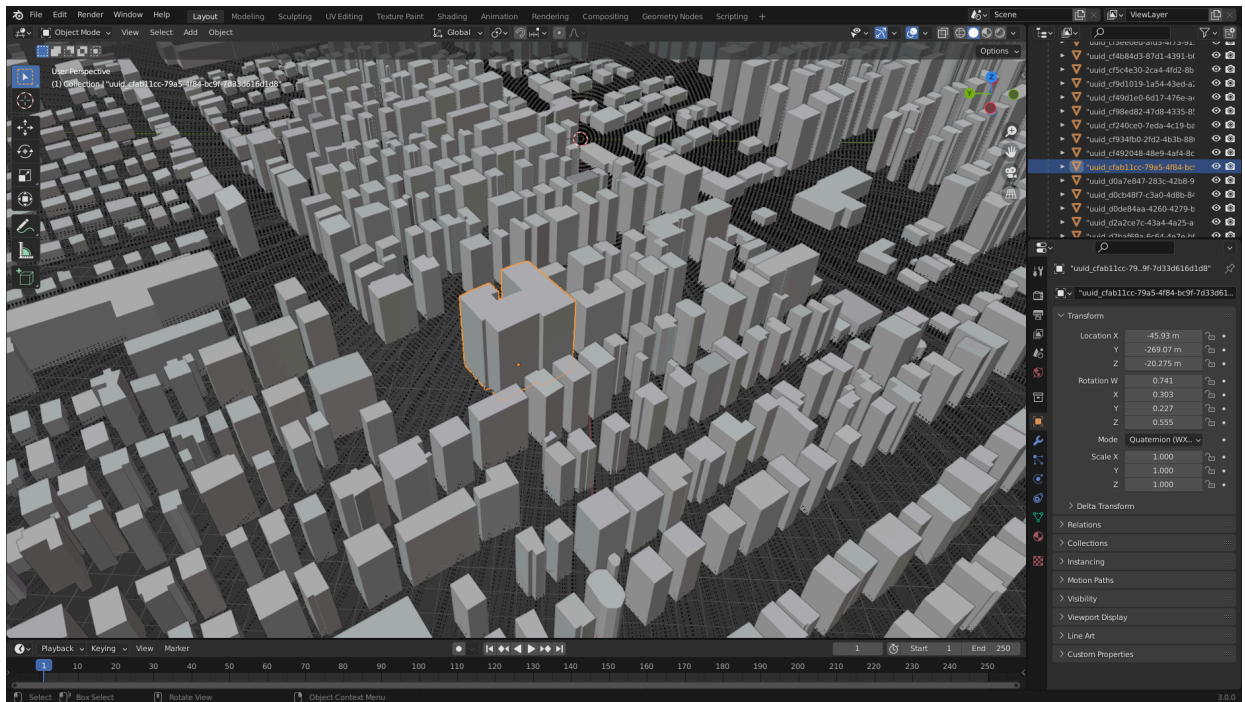 File Edit Render Window Help Layout Modeling Sculpting UV Editing Texture Paint Shading Animation Rendering Compositing Geometry Nodes Scripting + Scene ViewLayer
Object Mode View Select Add Object Global
Options
User Perspective
(1) Collection | "uuid_cfab11cc-79a5-4f84-bc9f-7d33d616d1d8"
Z
Y
"uuid_cf4b84d3-87d1-4391-b
"uuid_cf5c4e30-2ca4-4fd2-8b
"uuid_cf9d1019-1a54-43ed-a
"uuid_cf49d1e0-6d17-476e-a
"uuid_cf98ed82-47d8-4335-8
"uuid_cf240ce0-7eda-4c19-ba
"uuid_cf934fb0-2fd2-4b3b-88
"uuid_cf492048-48e9-4af4-8c
"uuid_cfab11cc-79a5-4f84-bc
"uuid_d0a7e847-283c-42b8-9
"uuid_d0cb48f7-c3a0-4d8b-8
"uuid_d0de84aa-4260-4279-b
"uuid_d2a2ce7c-43a4-4a25-a
"uuid_cfab11cc-79..9f-7d33d616d1d8"
"uuid_cfab11cc-79a5-4f84-bc9f-7d33d61..
Transform
Location X -45.93 m
Y -269.07 m
Z -20.275 m
Rotation W 0.741
X 0.303
Y 0.227
Z 0.555
Mode Quaternion (WX..
Scale X 1.000
Y 1.000
Z 1.000
Delta Transform
Relations
Collections
Instancing
Motion Paths
Visibility
Viewport Display
Line Art
Custom Properties
Playback Keying View Marker 1 Start 1 End 250
1 10 20 30 40 50 60 70 80 90 100 110 120 130 140 150 160 170 180 190 200 210 220 230 240 250
Select Box Select Rotate View Object Context Menu 3.0.0